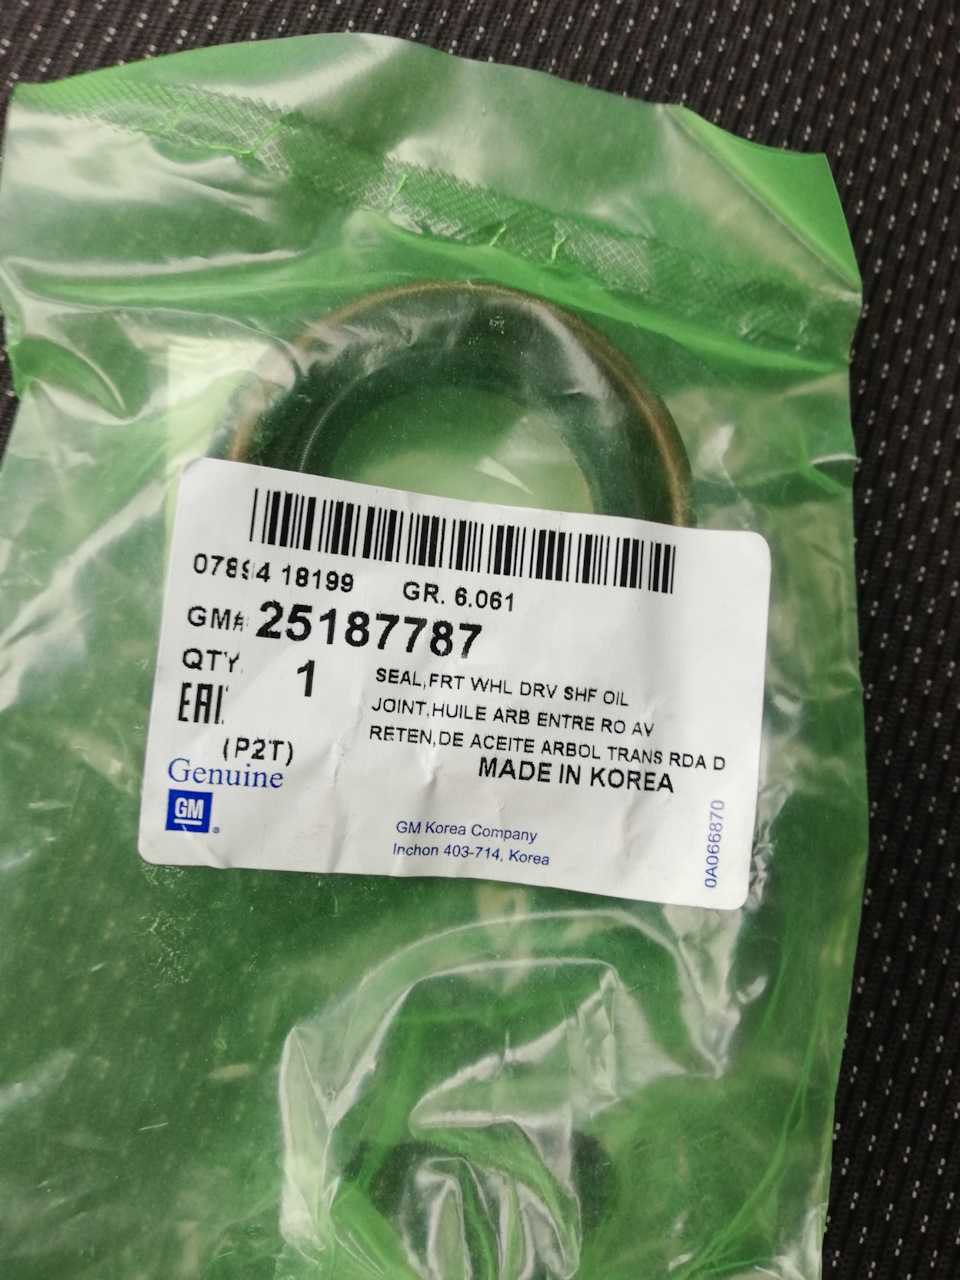 07894 18199 GR. 6.061
GM# 25187787
QTY. 1
SEAL,FRT WHL DRV SHF OIL
JOINT,HUILE ARB ENTRE RO AV
RETEN,DE ACEITE ARBOL TRANS RDA D
EAC
(P2T)
MADE IN KOREA
Genuine
GM
GM Korea Company
Inchon 403-714, Korea
0A066870